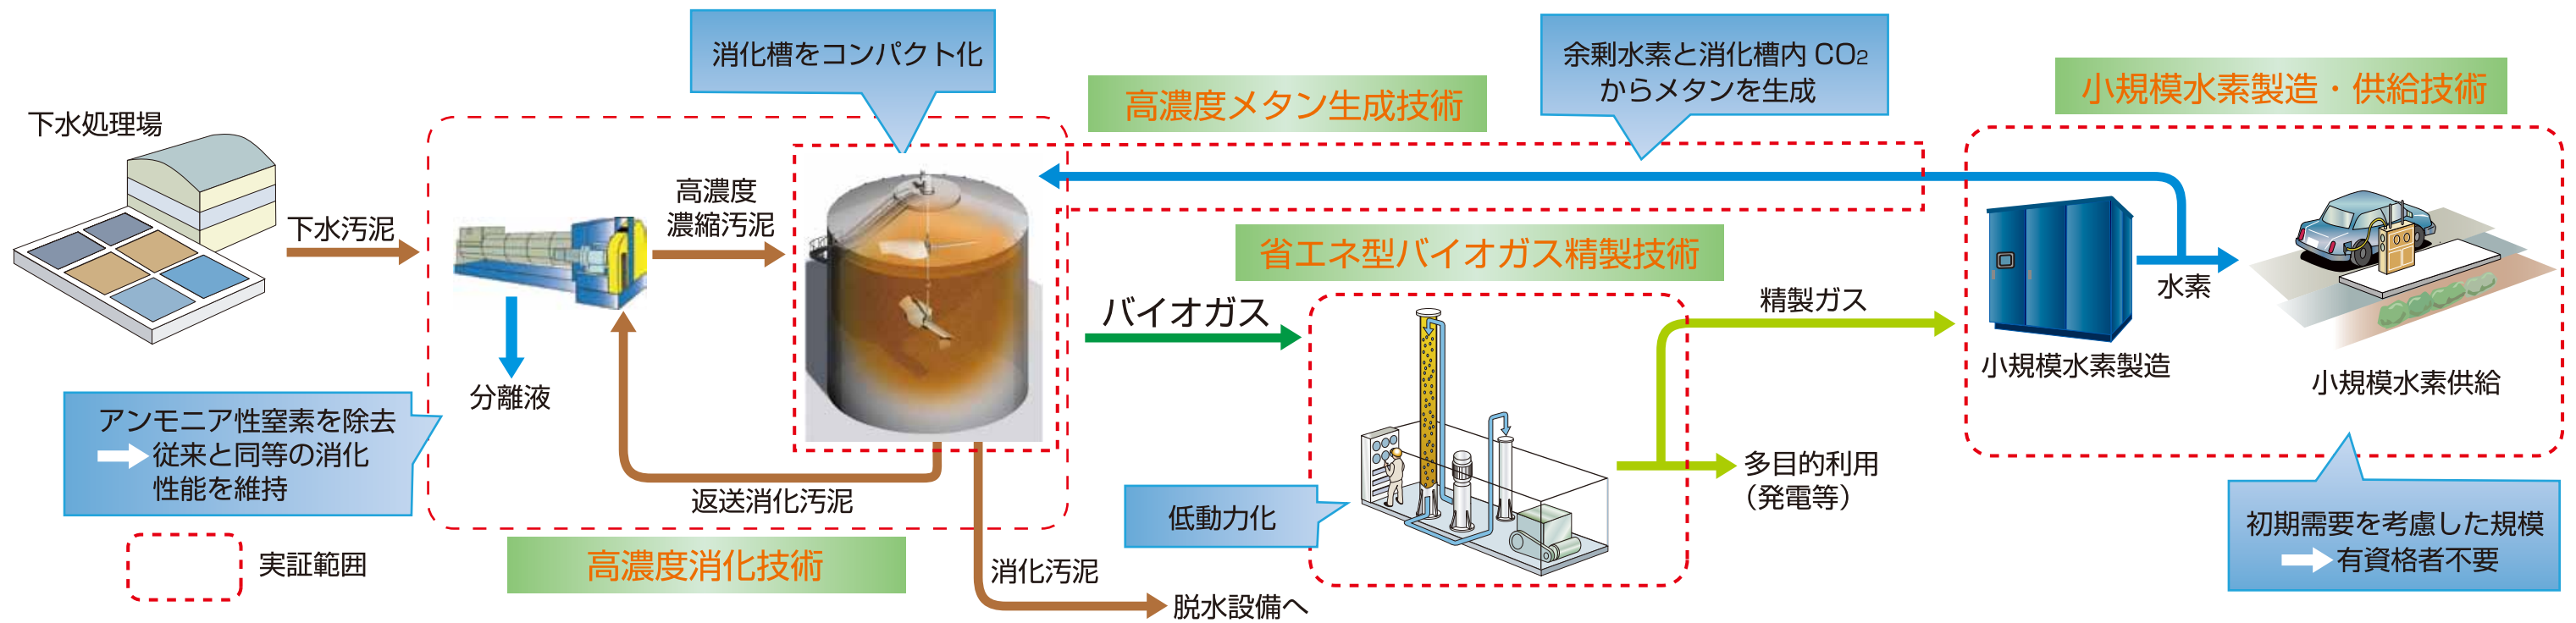 下水処理場
下水汚泥
アンモニア性窒素を除去
従来と同等の消化
性能を維持
実証範囲
消化槽をコンパクト化
高濃度
濃縮汚泥
分離液
返送消化汚泥
高濃度消化技術
消化汚泥
脱水設備へ
高濃度メタン生成技術
余剰水素と消化槽内 CO₂
からメタンを生成
省エネ型バイオガス精製技術
バイオガス
低動力化
精製ガス
多目的利用
（発電等）
小規模水素製造・供給技術
水素
小規模水素製造
小規模水素供給
初期需要を考慮した規模
有資格者不要